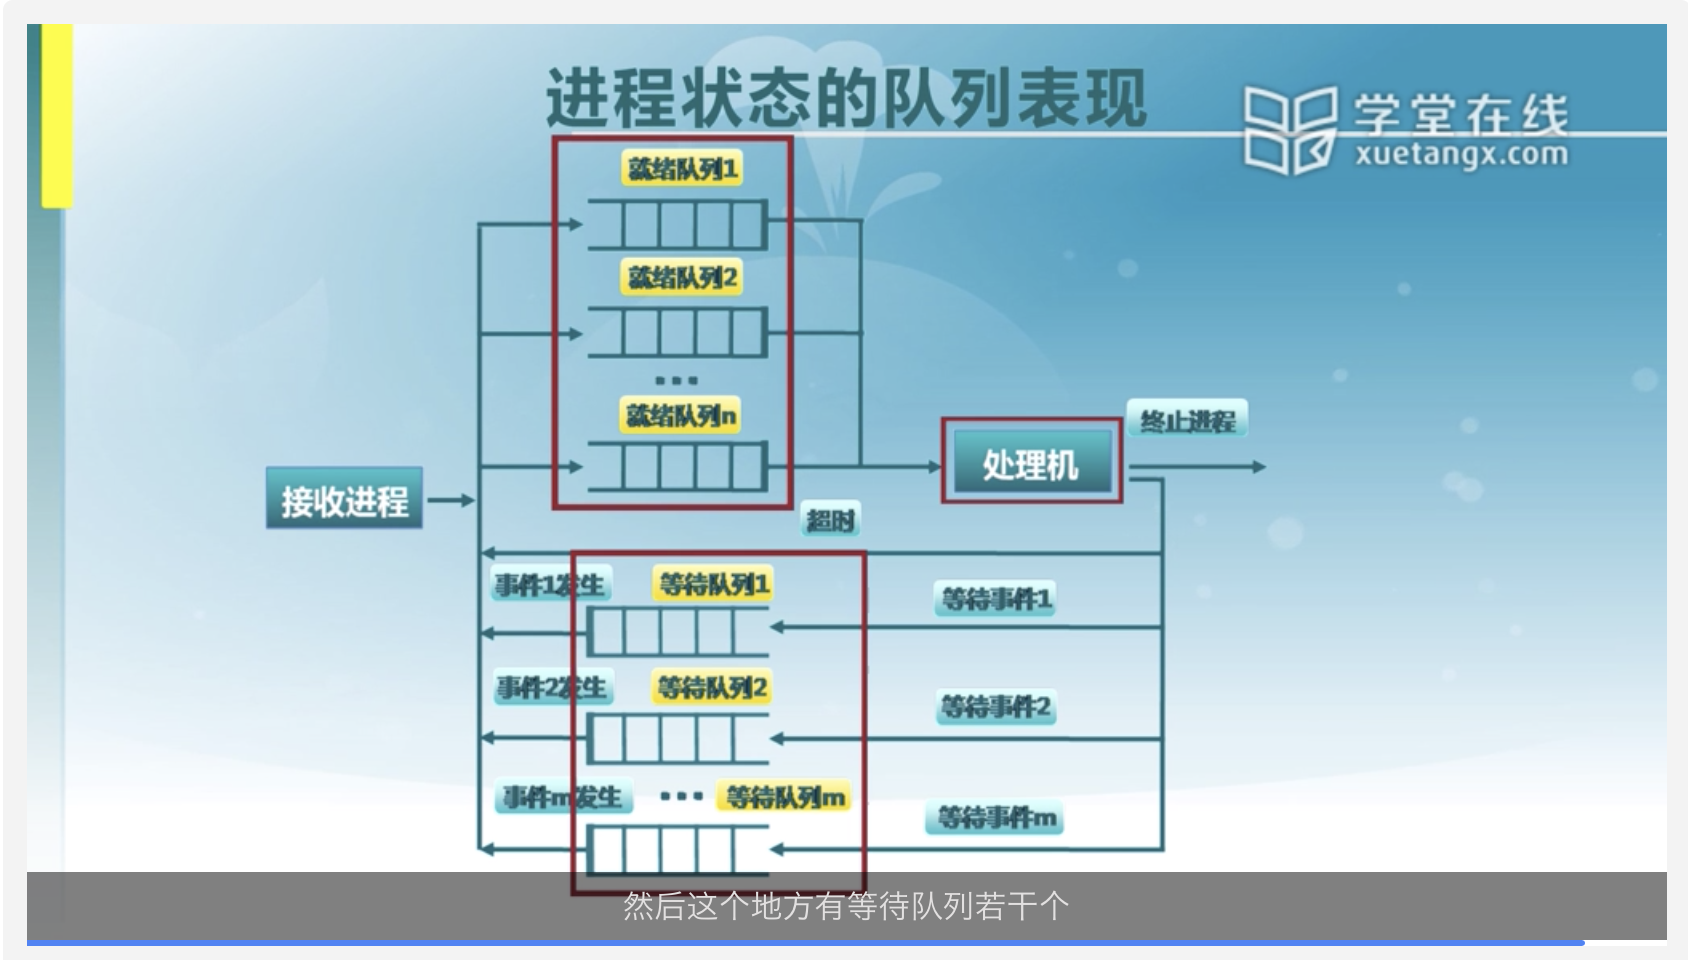 进程状态的队列表现
学堂在线
xuetangx.com
就绪队列1
就绪队列2
...
就绪队列n
终止进程
处理机
接收进程
超时
事件1发生
等待队列1
等待事件1
事件2发生
等待队列2
等待事件2
事件m发生
...
等待队列m
等待事件m
然后这个地方有等待队列若干个